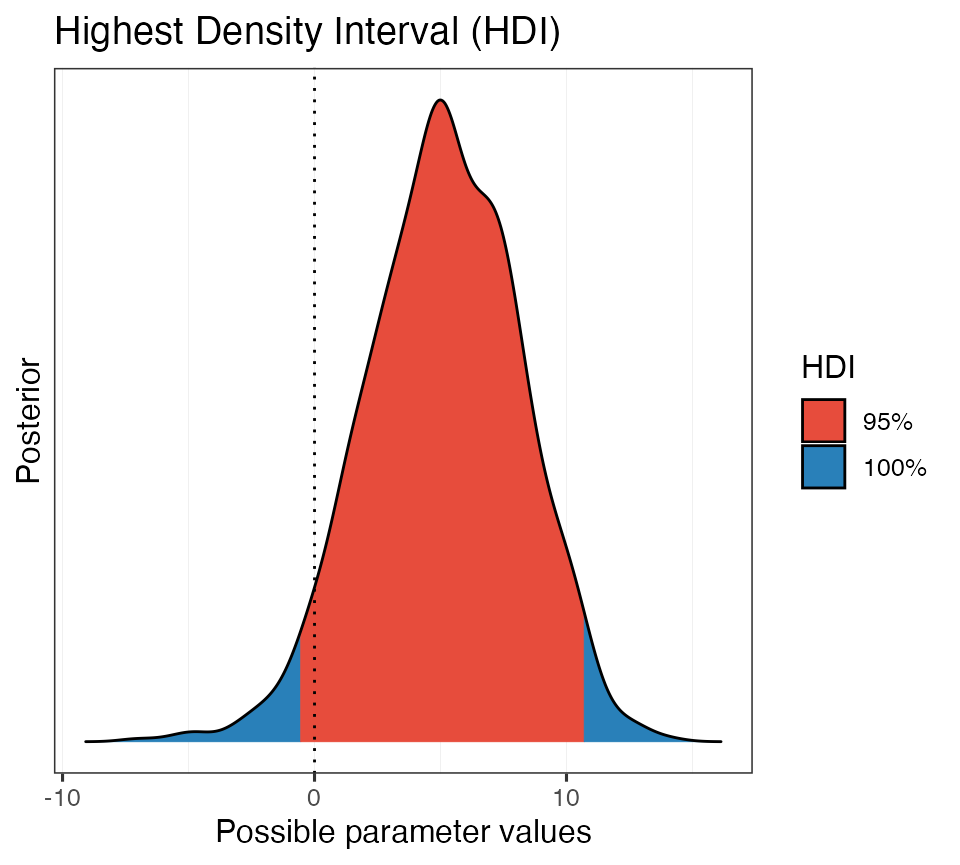 Highest Density Interval (HDI)
Posterior
HDI
95%
100%
-10 0 10
Possible parameter values